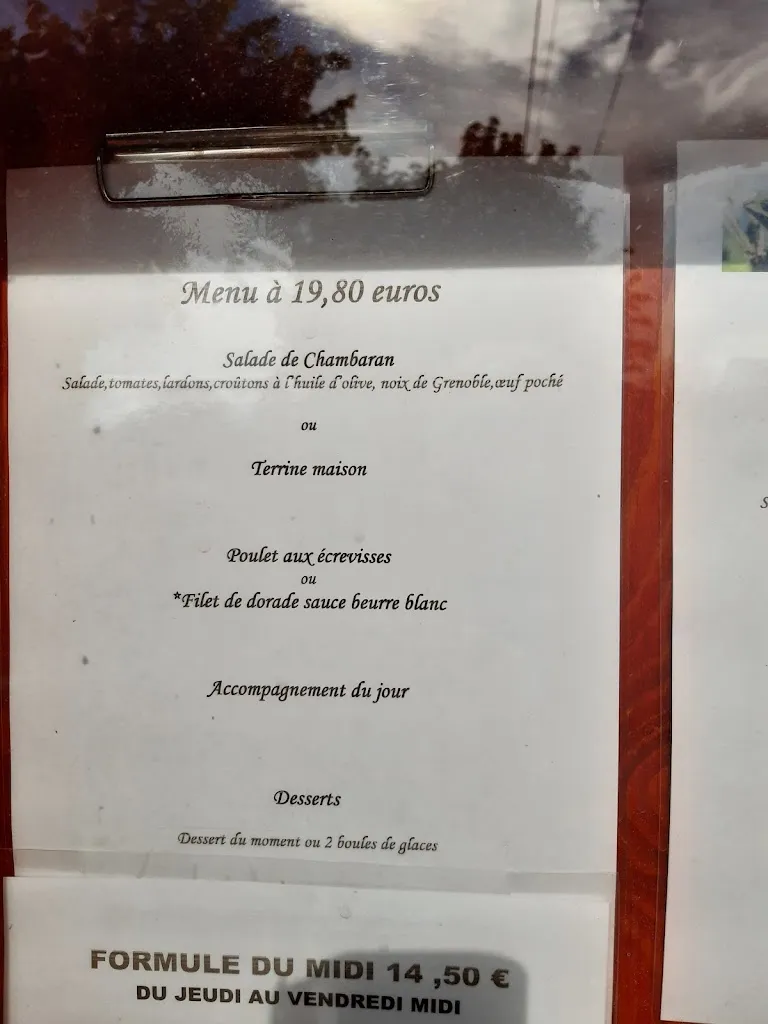 Menu à 19,80 euros
Salade de Chambaran
Salade,tomates,lardons,croûtons à l'huile d'olive, noix de Grenoble,œuf poché
ou
Terrine maison
Poulet aux écrevisses
ou
*Filet de dorade sauce beurre blanc
Accompagnement du jour
Desserts
Dessert du moment ou 2 boules de glaces
FORMULE DU MIDI 14 ,50 €
DU JEUDI AU VENDREDI MIDI